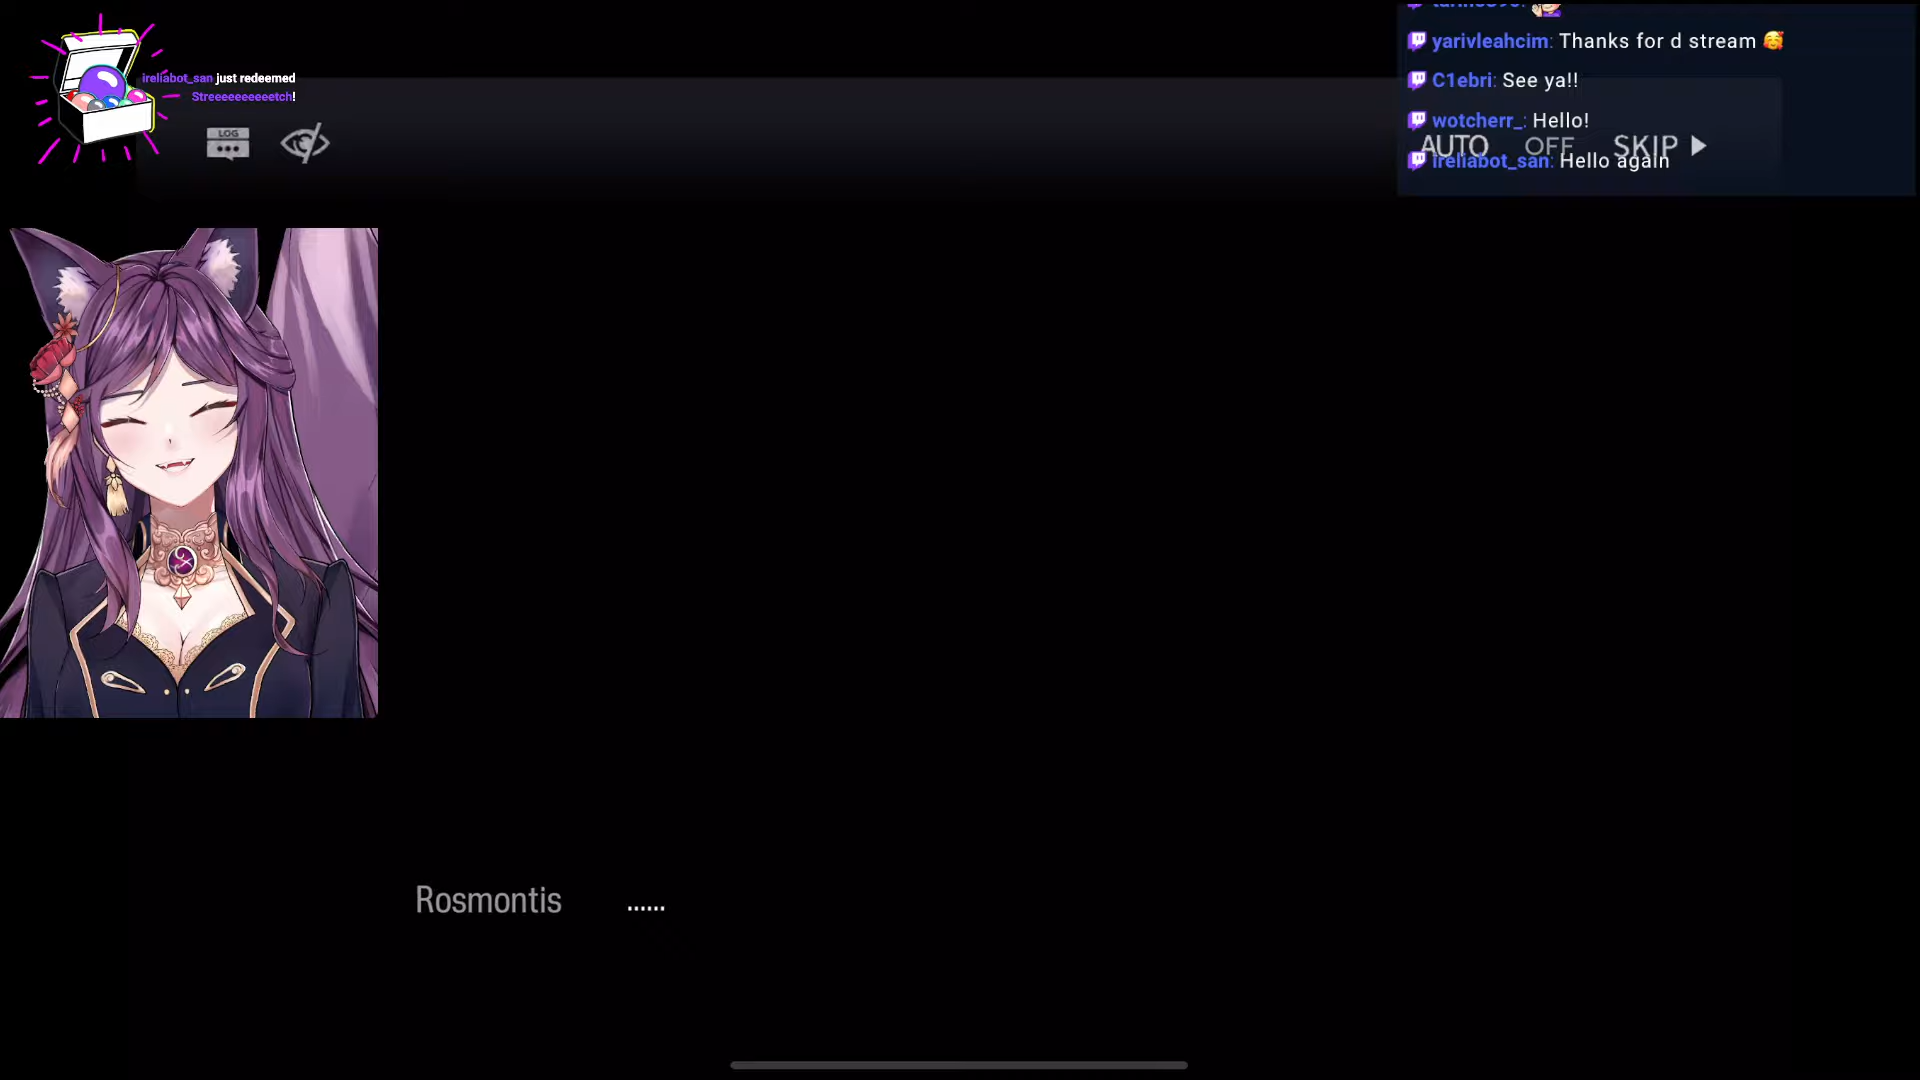 ireliabot_san just redeemed
Streeeeeeeeeetch!
LOG
yarivleahcim: Thanks for d stream 🥰
C1ebri: See ya!!
wotcherr_: Hello!
AUTO OFF SKIP
ireliabot_san: Hello again
Rosmontis ......